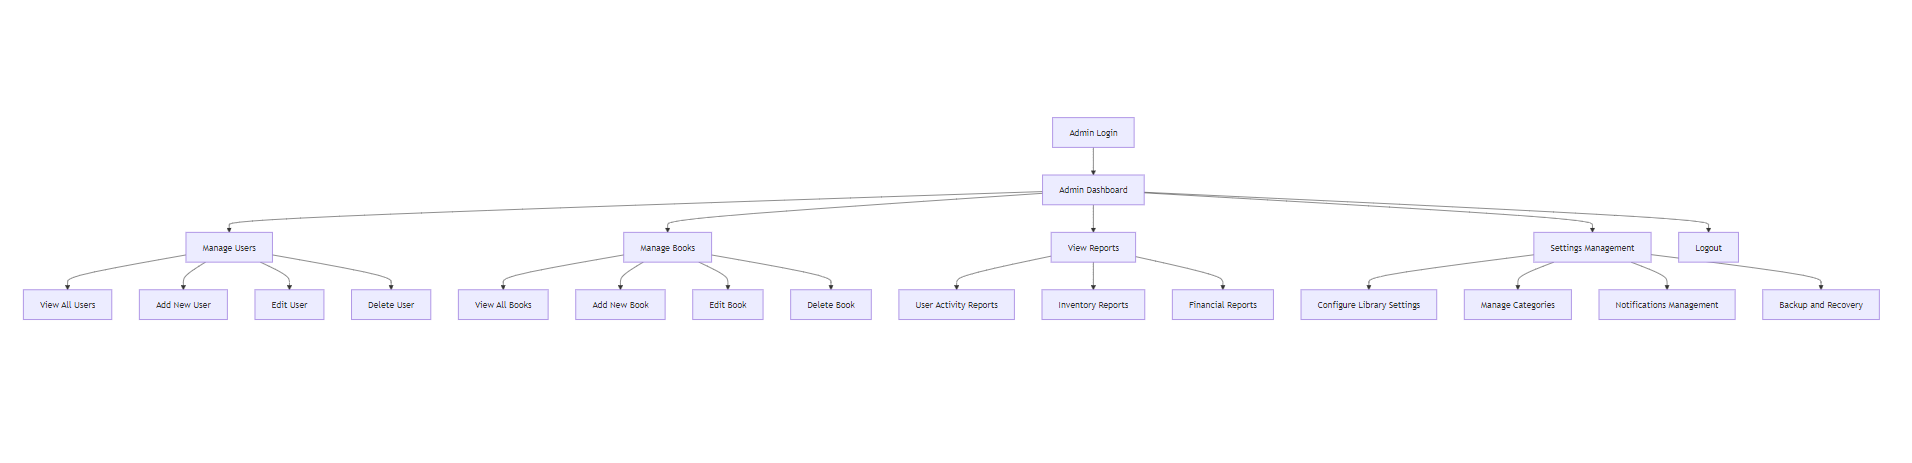 Admin Login
Admin Dashboard
Manage Users
Manage Books
View Reports
Settings Management
Logout
View All Users
Add New User
Edit User
Delete User
View All Books
Add New Book
Edit Book
Delete Book
User Activity Reports
Inventory Reports
Financial Reports
Configure Library Settings
Manage Categories
Notifications Management
Backup and Recovery